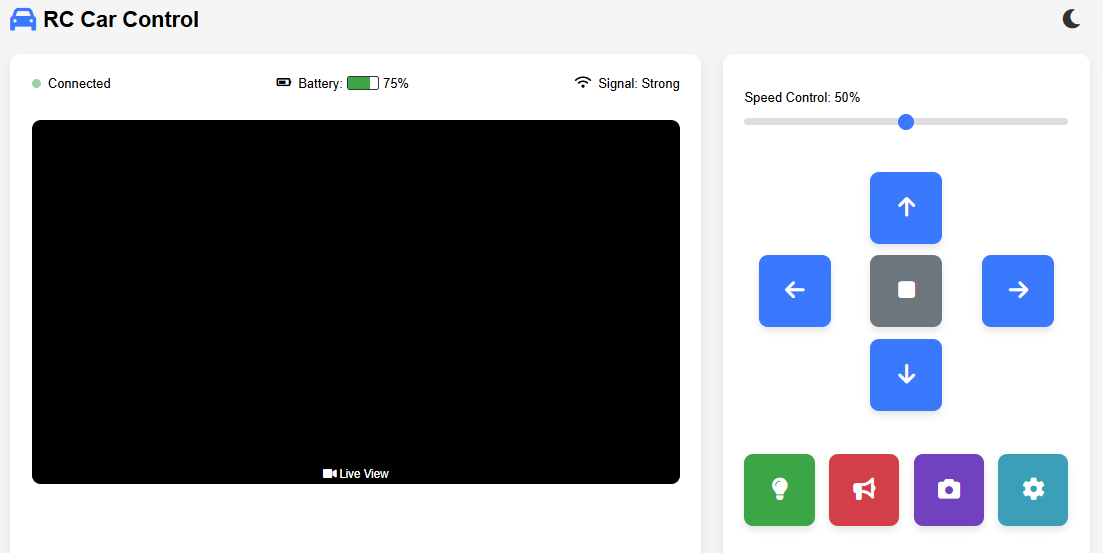 RC Car Control
Connected
Battery: 75%
Signal: Strong
Live View
Speed Control: 50%